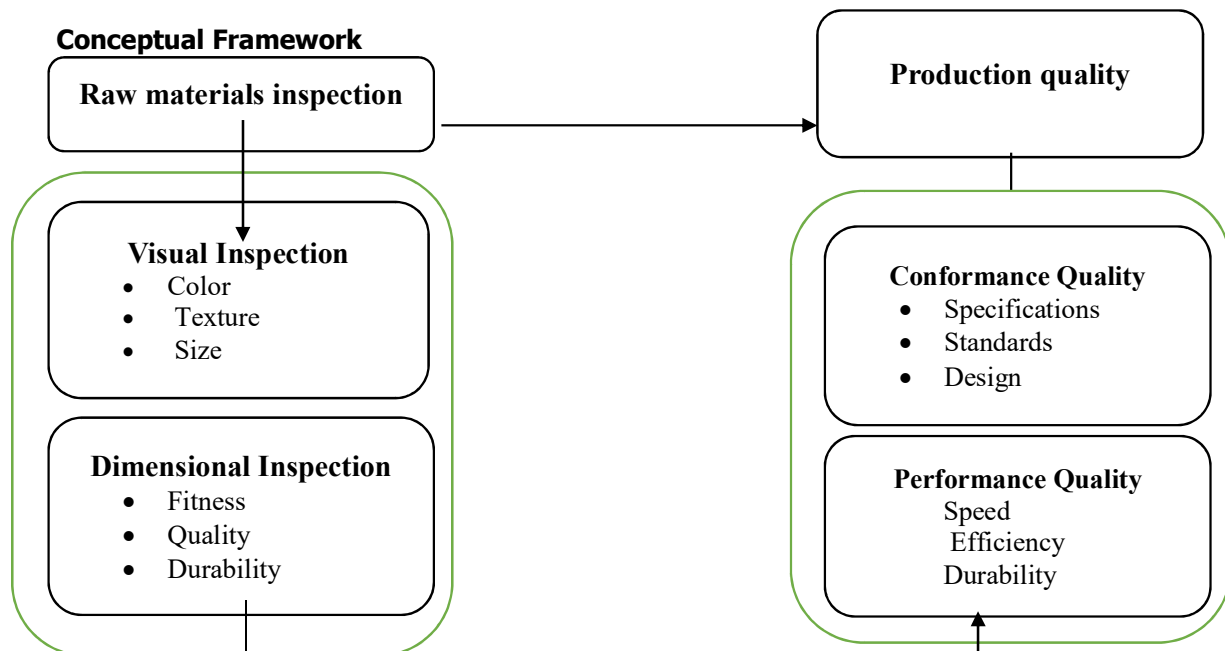 Conceptual Framework
Raw materials inspection
Production quality
Visual Inspection
• Color
• Texture
• Size
Dimensional Inspection
• Fitness
• Quality
• Durability
Conformance Quality
• Specifications
• Standards
• Design
Performance Quality
Speed
Efficiency
Durability